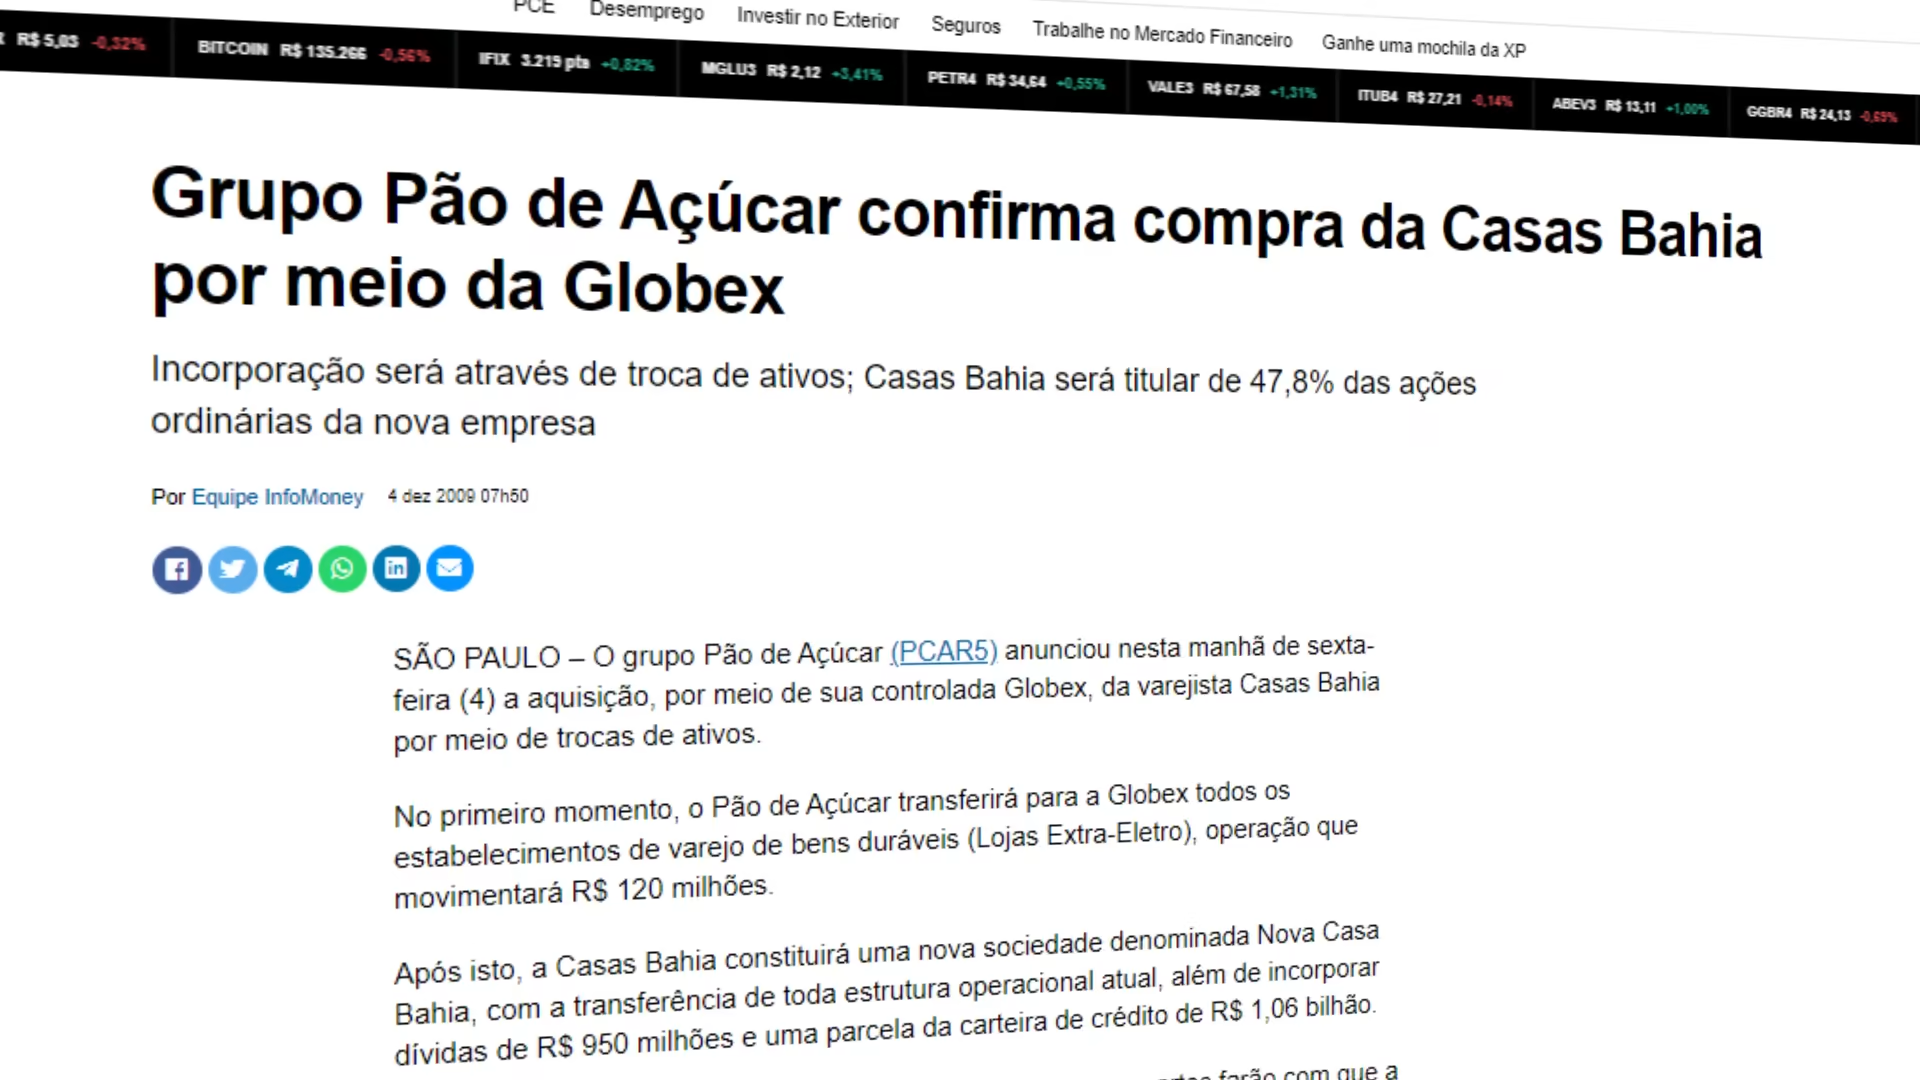 PCE Desemprego Investir no Exterior Seguros Trabalhe no Mercado Financeiro Ganhe uma mochila da XP
R$ 5,03 -0,32% BITCOIN R$ 135.266 -0,56% IFIX 3.219 pts +0,82% MGLU3 R$ 2,12 +3,41% PETR4 R$ 34,64 +0,55% VALE3 R$ 67,58 +1,31% ITUB4 R$ 27,21 -0,14% ABEV3 R$ 13,11 +1,00% GGBR4 R$ 24,13 -0,69%
Grupo Pão de Açúcar confirma compra da Casas Bahia
por meio da Globex
Incorporação será através de troca de ativos; Casas Bahia será titular de 47,8% das ações
ordinárias da nova empresa
Por Equipe InfoMoney 4 dez 2009 07h50
SÃO PAULO – O grupo Pão de Açúcar (PCAR5) anunciou nesta manhã de sexta-
feira (4) a aquisição, por meio de sua controlada Globex, da varejista Casas Bahia
por meio de trocas de ativos.
No primeiro momento, o Pão de Açúcar transferirá para a Globex todos os
estabelecimentos de varejo de bens duráveis (Lojas Extra-Eletro), operação que
movimentará R$ 120 milhões.
Após isto, a Casas Bahia constituirá uma nova sociedade denominada Nova Casa
Bahia, com a transferência de toda estrutura operacional atual, além de incorporar
dívidas de R$ 950 milhões e uma parcela da carteira de crédito de R$ 1,06 bilhão.
farão com que a